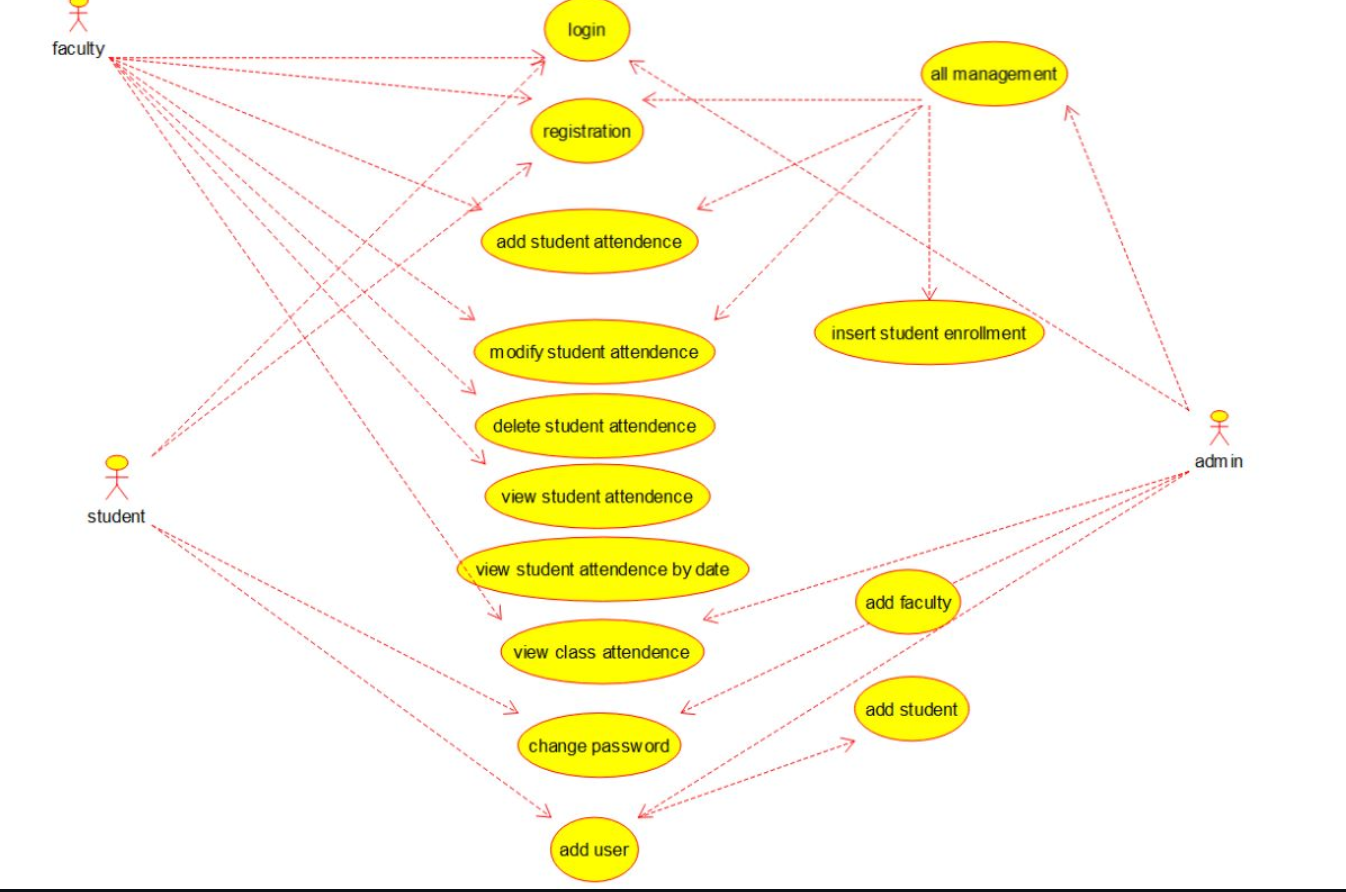 login
faculty
all management
registration
add student attendence
insert student enrollment
modify student attendence
delete student attendence
admin
view student attendence
student
view student attendence by date
add faculty
view class attendence
add student
change password
add user